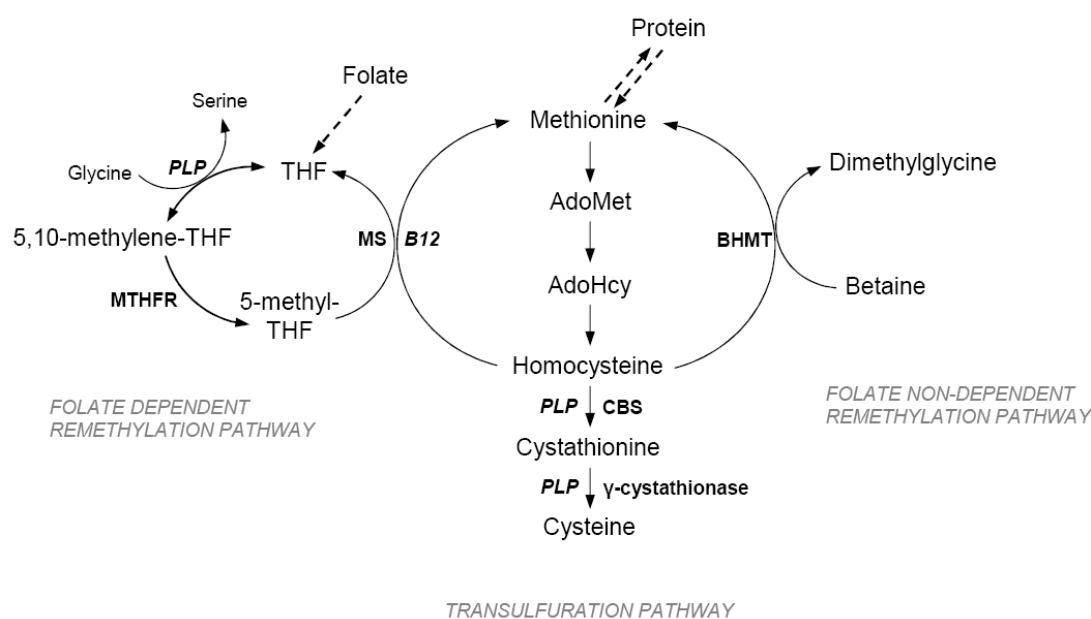 Protein
Folate
Serine
Methionine
Glycine
PLP
THF
Dimethylglycine
AdoMet
5,10-methylene-THF
MS
B12
BHMT
MTHFR
5-methyl-
THF
AdoHcy
Betaine
Homocysteine
FOLATE DEPENDENT
REMETHYLATION PATHWAY
PLP
CBS
FOLATE NON-DEPENDENT
REMETHYLATION PATHWAY
Cystathionine
PLP
γ-cystathionase
Cysteine
TRANSULFURATION PATHWAY